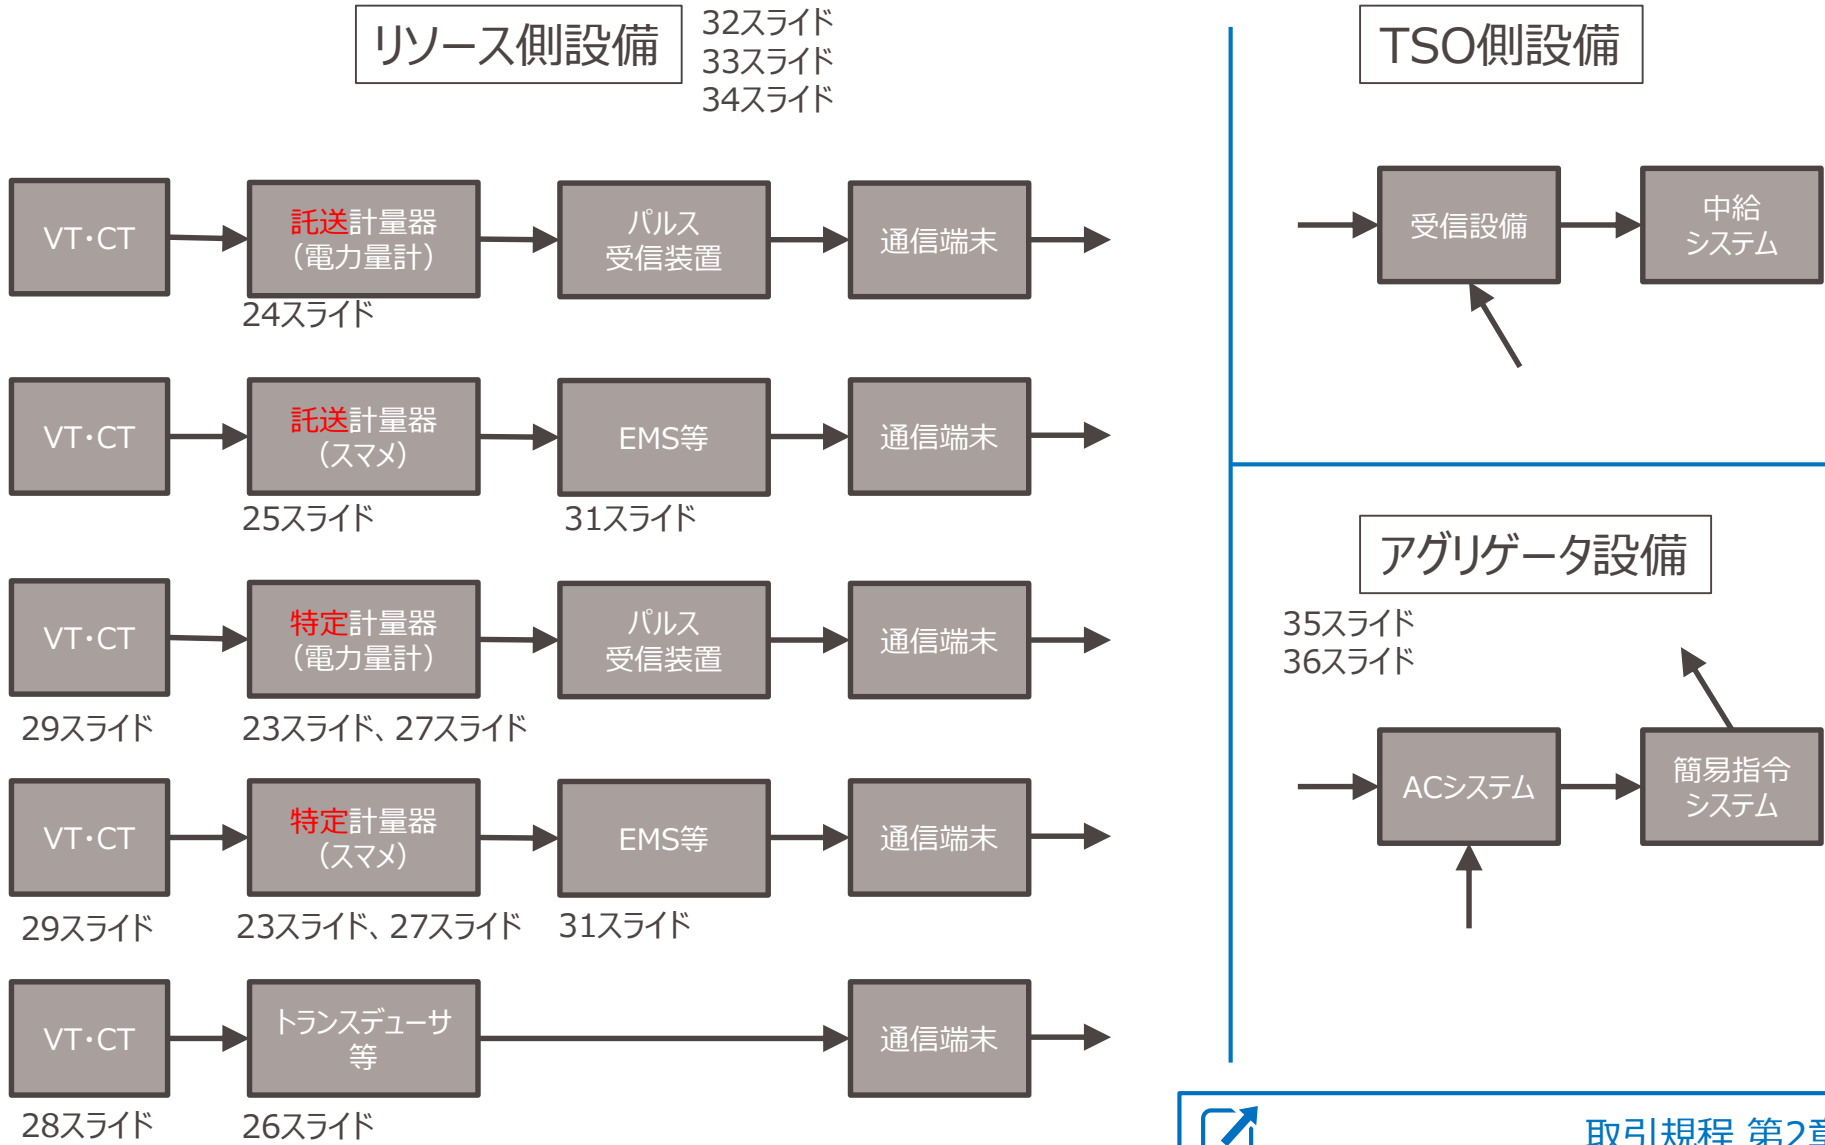 リソース側設備
32スライド
33スライド
34スライド
VT・CT
託送計量器
（電力量計）
パルス
受信装置
通信端末
24スライド
VT・CT
託送計量器
（スマメ）
EMS等
通信端末
25スライド
31スライド
VT・CT
特定計量器
（電力量計）
パルス
受信装置
通信端末
29スライド
23スライド、27スライド
VT・CT
特定計量器
（スマメ）
EMS等
通信端末
29スライド
23スライド、27スライド
31スライド
VT・CT
トランスデューサ
等
通信端末
28スライド
26スライド
TSO側設備
受信設備
中給
システム
アグリゲータ設備
35スライド
36スライド
ACシステム
簡易指令
システム
取引規程 第2章